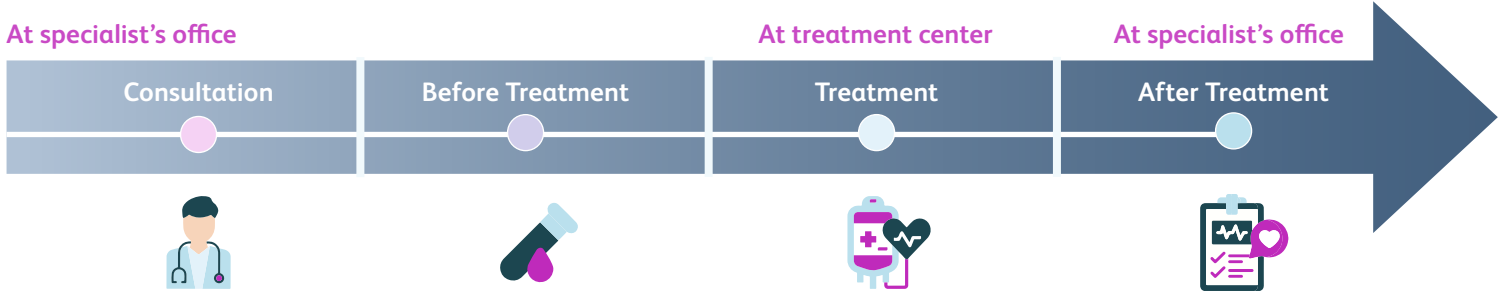 At specialist's office
At treatment center
At specialist's office
Consultation
Before Treatment
Treatment
After Treatment